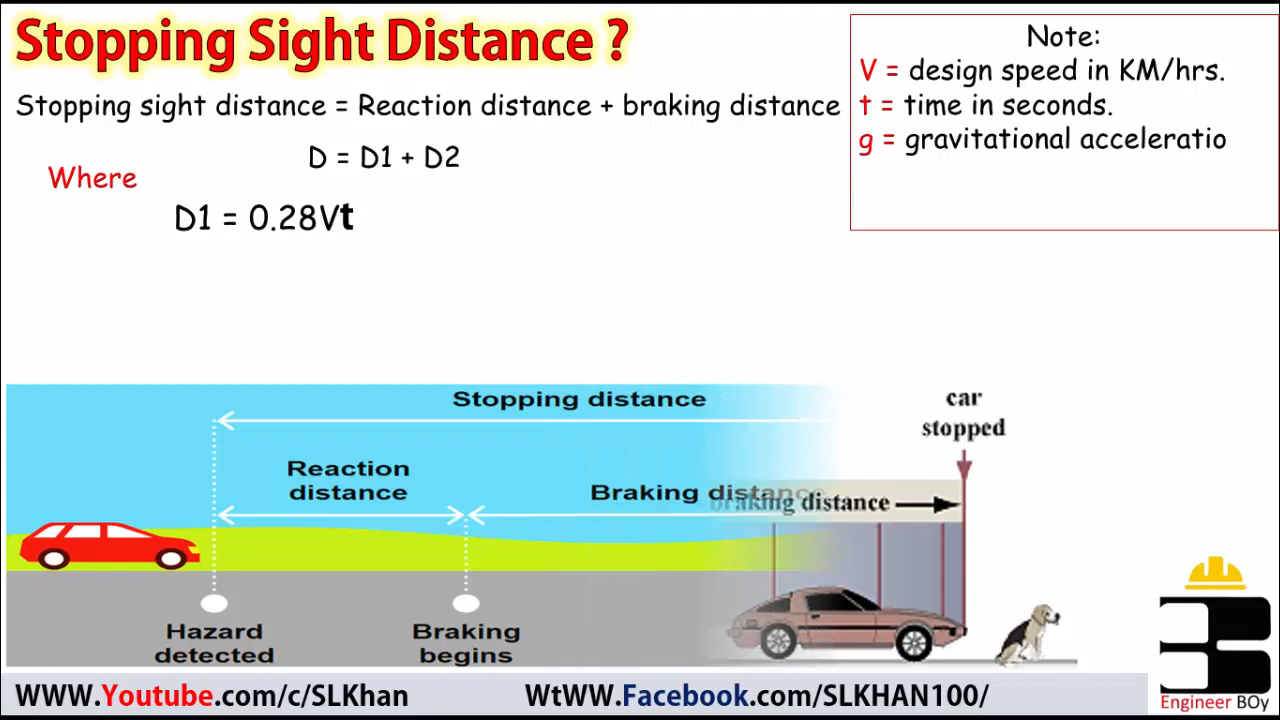 Stopping Sight Distance ?
Stopping sight distance = Reaction distance + braking distance
D = D1 + D2
Where
D1 = 0.28Vt
Note:
V = design speed in KM/hrs.
t = time in seconds.
g = gravitational acceleratio
Stopping distance
Reaction
distance
Braking distance
braking distance
car
stopped
Hazard
detected
Braking
begins
WWW.Youtube.com/c/SLKhan
WtWW.Facebook.com/SLKHAN100/
Engineer BOy